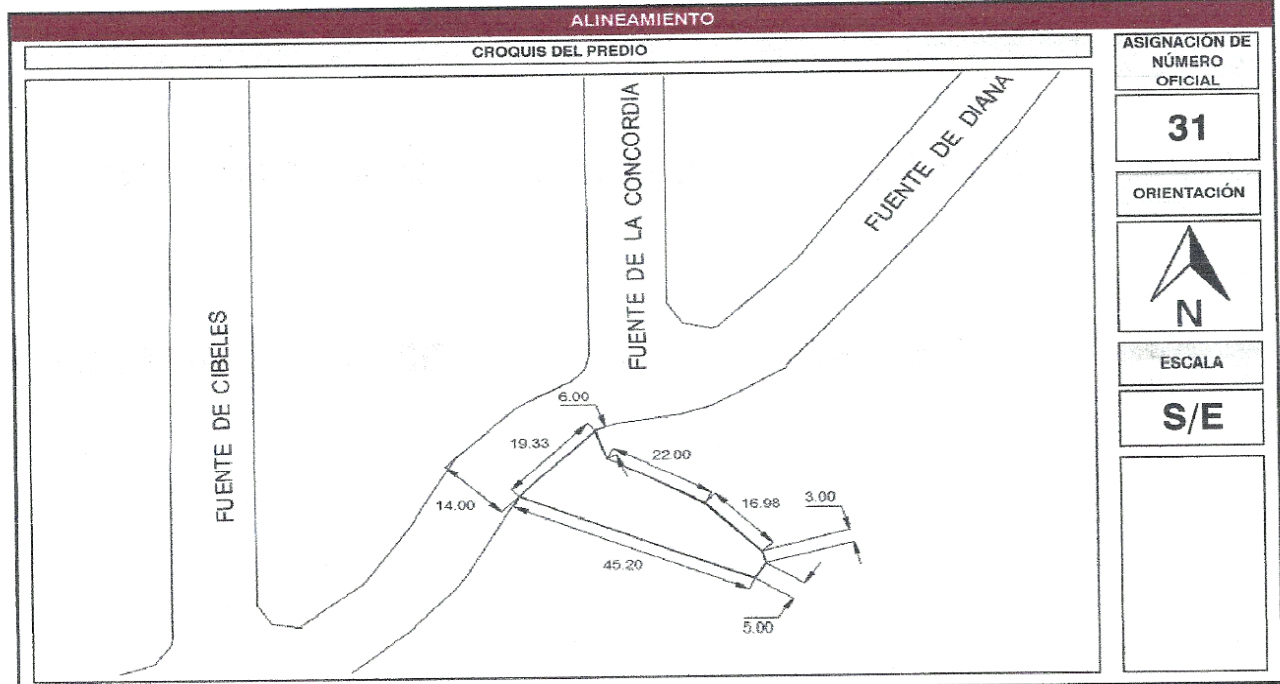 ALINEAMIENTO
CROQUIS DEL PREDIO
ASIGNACIÓN DE
NÚMERO
OFICIAL
31
ORIENTACIÓN
N
ESCALA
S/E
FUENTE DE CIBELES
FUENTE DE LA CONCORDIA
FUENTE DE DIANA
6.00
19.33
22.00
14.00
16.98
3.00
45.20
5.00